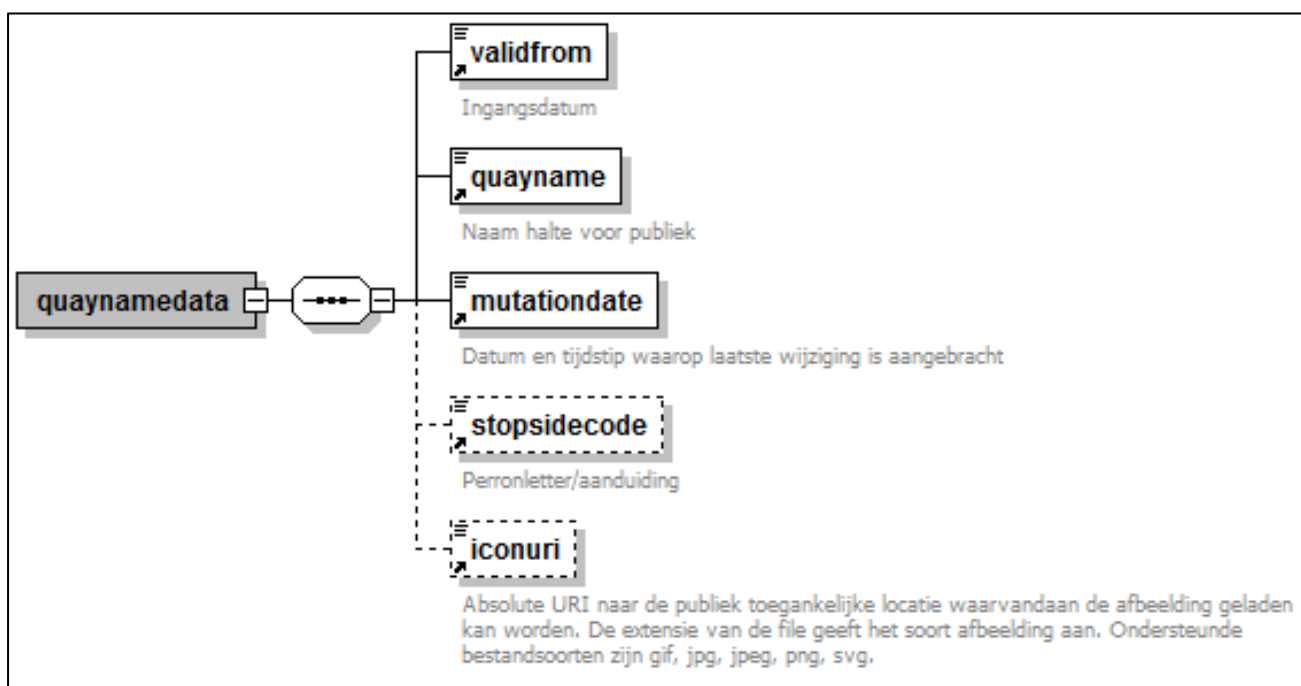 validfrom
Ingangsdatum
quayname
Naam halte voor publiek
quaynamedata
mutationdate
Datum en tijdstip waarop laatste wijziging is aangebracht
stopsidecode
Perronletter/aanduiding
iconuri
Absolute URI naar de publiek toegankelijke locatie waarvandaan de afbeelding geladen
kan worden. De extensie van de file geeft het soort afbeelding aan. Ondersteunde
bestandsoorten zijn gif, jpg, jpeg, png, svg.